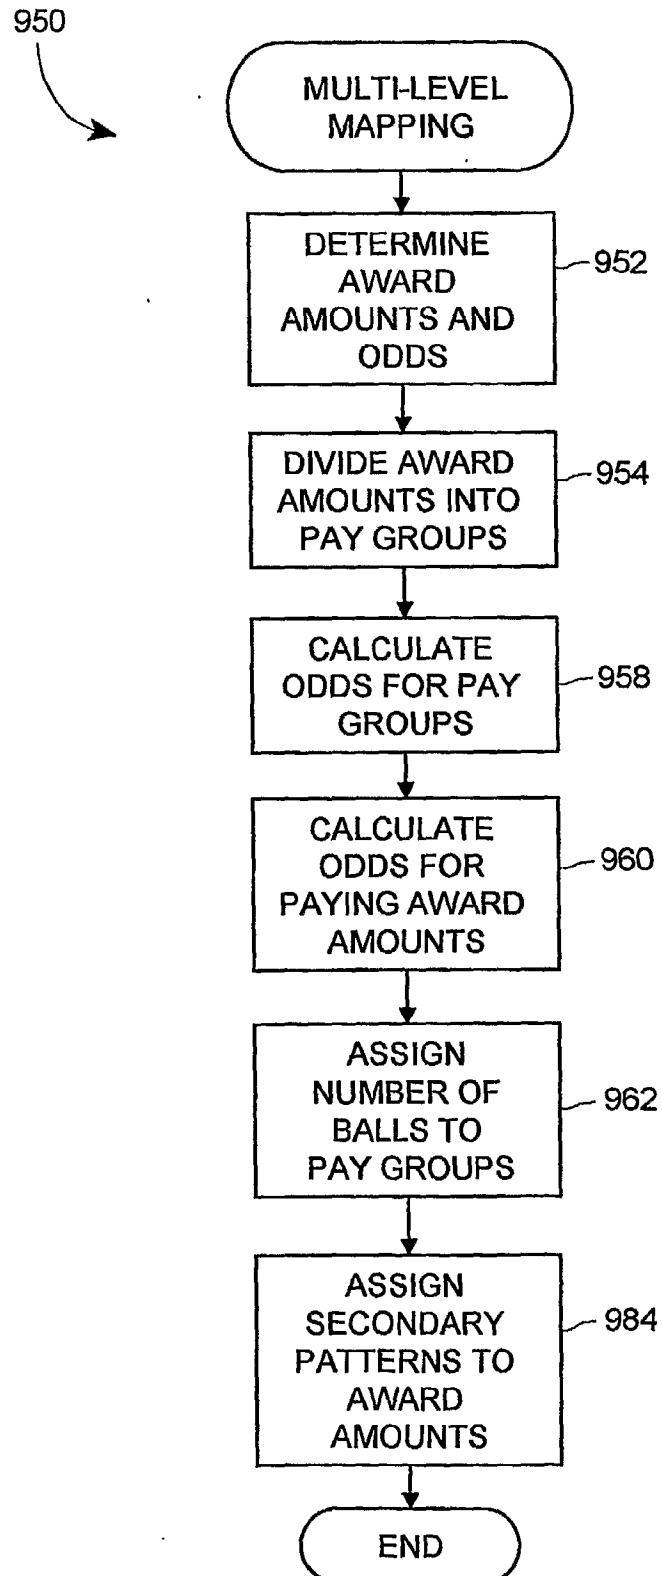 950
MULTI-LEVEL
MAPPING
DETERMINE
AWARD
AMOUNTS AND
ODDS
952
DIVIDE AWARD
AMOUNTS INTO
PAY GROUPS
954
CALCULATE
ODDS FOR PAY
GROUPS
958
CALCULATE
ODDS FOR
PAYING AWARD
AMOUNTS
960
ASSIGN
NUMBER OF
BALLS TO
PAY GROUPS
962
ASSIGN
SECONDARY
PATTERNS TO
AWARD
AMOUNTS
984
END